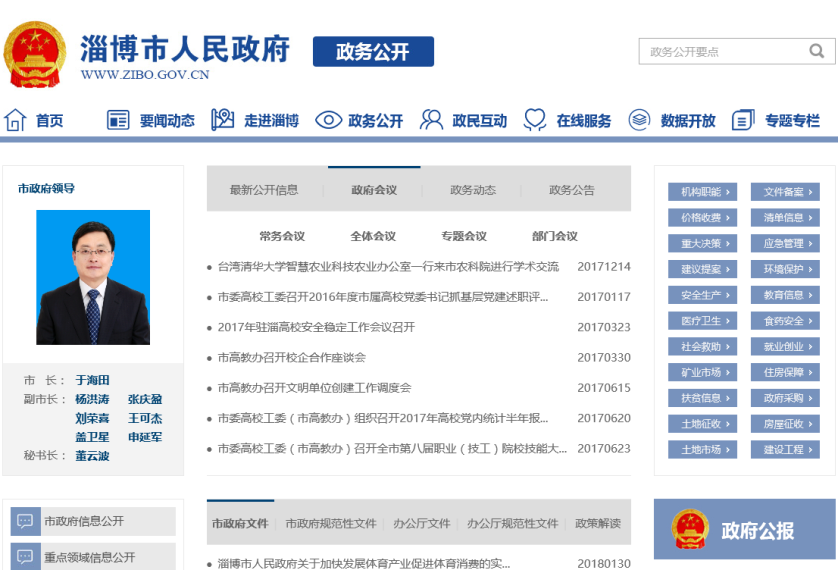 淄博市人民政府
WWW.ZIBO.GOV.CN
政务公开
政务公开要点
首页 要闻动态 走进淄博 政务公开 政民互动 在线服务 数据开放 专题专栏
市政府领导
市 长： 于海田
副市长： 杨洪涛 张庆盈
刘荣喜 王可杰
盖卫星 申延军
秘书长： 董云波
市政府信息公开
重点领域信息公开
最新公开信息 政府会议 政务动态 政务公告
常务会议 全体会议 专题会议 部门会议
台湾清华大学智慧农业科技农业办公室一行来市农科院进行学术交流 20171214
市委高校工委召开2016年度市属高校党委书记抓基层党建述职评... 20170117
2017年驻淄高校安全稳定工作会议召开 20170323
市高教办召开校企合作座谈会 20170330
市高教办召开文明单位创建工作调度会 20170615
市委高校工委（市高教办）组织召开2017年高校党内统计半年报... 20170620
市委高校工委（市高教办）召开全市第八届职业（技工）院校技能大... 20170623
市政府文件 市政府规范性文件 办公厅文件 办公厅规范性文件 政策解读
淄博市人民政府关于加快发展体育产业促进体育消费的实... 20180130
机构职能 › 文件备案 ›
价格收费 › 清单信息 ›
重大决策 › 应急管理 ›
建议提案 › 环境保护 ›
安全生产 › 教育信息 ›
医疗卫生 › 食药安全 ›
社会救助 › 就业创业 ›
矿业市场 › 住房保障 ›
扶贫信息 › 政府采购 ›
土地征收 › 房屋征收 ›
土地市场 › 建设工程 ›
政府公报